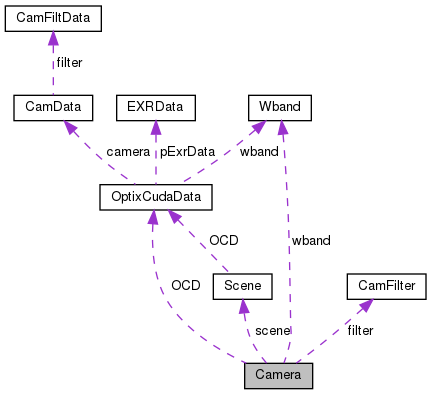 CamFiltData
filter
CamData
EXRData
Wband
camera
pExrData
wband
OptixCudaData
OCD
wband
OCD
Scene
CamFilter
scene
filter
Camera